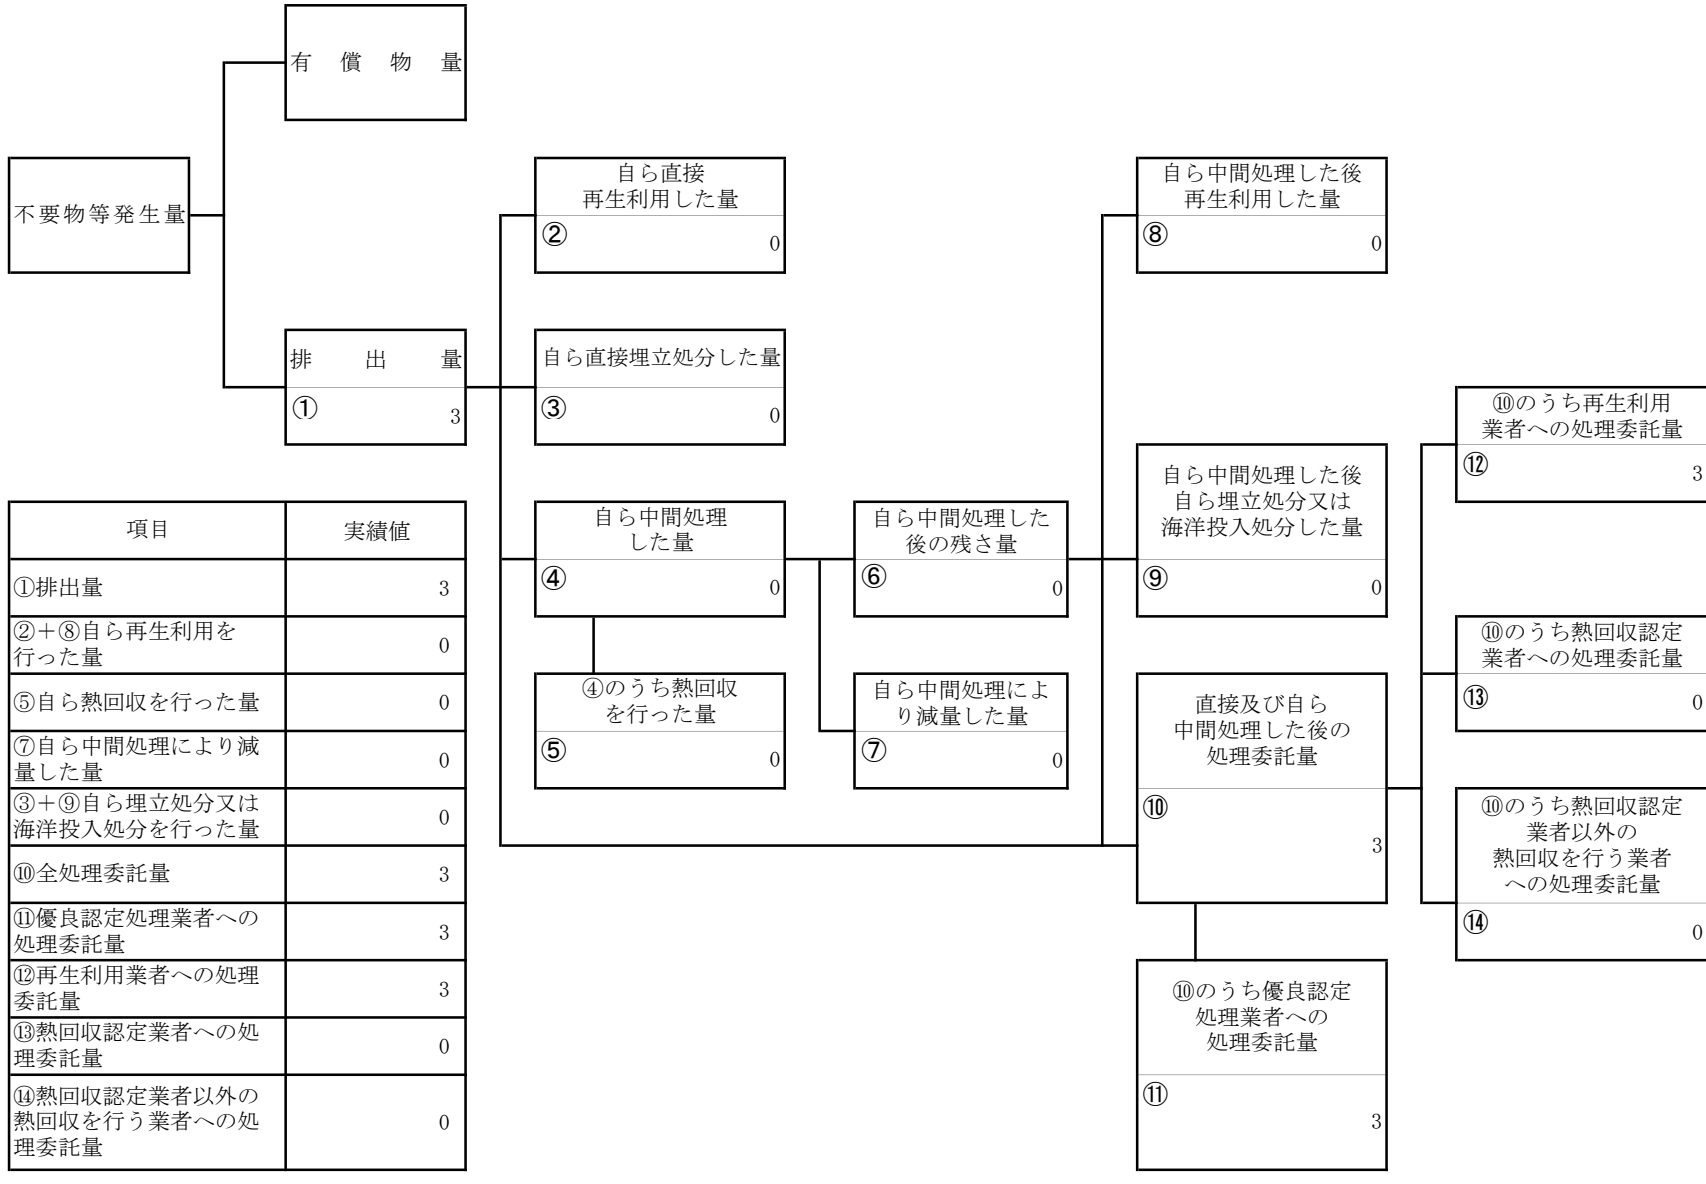 有償物量
不要物等発生量
排出量
①
3
自ら直接
再生利用した量
②
0
自ら直接埋立処分した量
③
0
自ら中間処理
した量
④
0
④のうち熱回収
を行った量
⑤
0
自ら中間処理した
後の残さ量
⑥
0
自ら中間処理によ
り減量した量
⑦
0
自ら中間処理した後
再生利用した量
⑧
0
自ら中間処理した後
自ら埋立処分又は
海洋投入処分した量
⑨
0
直接及び自ら
中間処理した後の
処理委託量
⑩
3
⑩のうち優良認定
処理業者への
処理委託量
⑪
3
⑩のうち再生利用
業者への処理委託量
⑫
3
⑩のうち熱回収認定
業者への処理委託量
⑬
0
⑩のうち熱回収認定
業者以外の
熱回収を行う業者
への処理委託量
⑭
0
項目 実績値
①排出量 3
②＋⑧自ら再生利用を
行った量 0
⑤自ら熱回収を行った量 0
⑦自ら中間処理により減
量した量 0
③＋⑨自ら埋立処分又は
海洋投入処分を行った量 0
⑩全処理委託量 3
⑪優良認定処理業者への
処理委託量 3
⑫再生利用業者への処理
委託量 3
⑬熱回収認定業者への処
理委託量 0
⑭熱回収認定業者以外の
熱回収を行う業者への処
理委託量 0